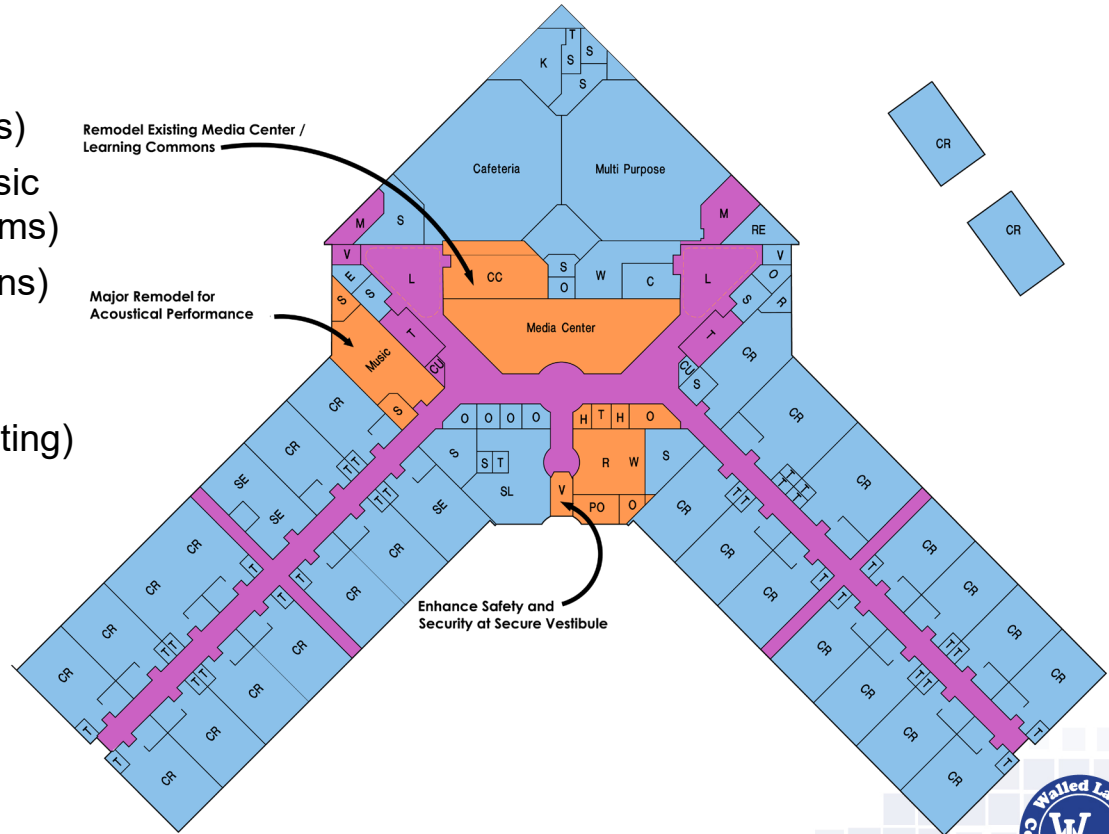 s)
sic
ms)
ns)
ting)
Remodel Existing Media Center /
Learning Commons
Major Remodel for
Acoustical Performance
Enhance Safety and
Security at Secure Vestibule
T
K S S
S
Cafeteria Multi Purpose
CR
CR
M S M RE
V L CC S W C L V
E S O O
S S R
Media Center
T T
Music CU CU S CR
S
CR O O O O H T H O CR
CR S S T R W S
SE T T SL V T T T T T T CR
SE T T SE PO O CR T T
CR CR CR
CR T T T T CR
CR CR CR CR
T T T T
CR T T CR CR T T CR
CR CR
T T
T T
CR CR
Walled La
W